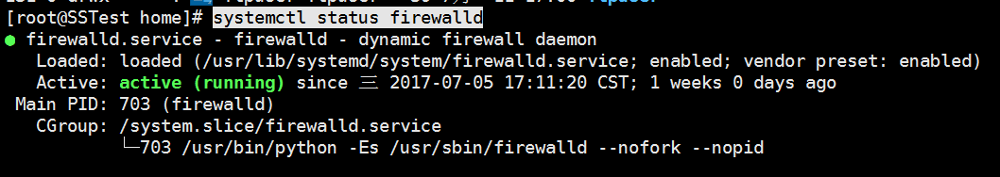 [root@SSTest home]# systemctl status firewalld
● firewalld.service - firewalld - dynamic firewall daemon
Loaded: loaded (/usr/lib/systemd/system/firewalld.service; enabled; vendor preset: enabled)
Active: active (running) since 三 2017-07-05 17:11:20 CST; 1 weeks 0 days ago
Main PID: 703 (firewalld)
CGroup: /system.slice/firewalld.service
└─703 /usr/bin/python -Es /usr/sbin/firewalld --nofork --nopid